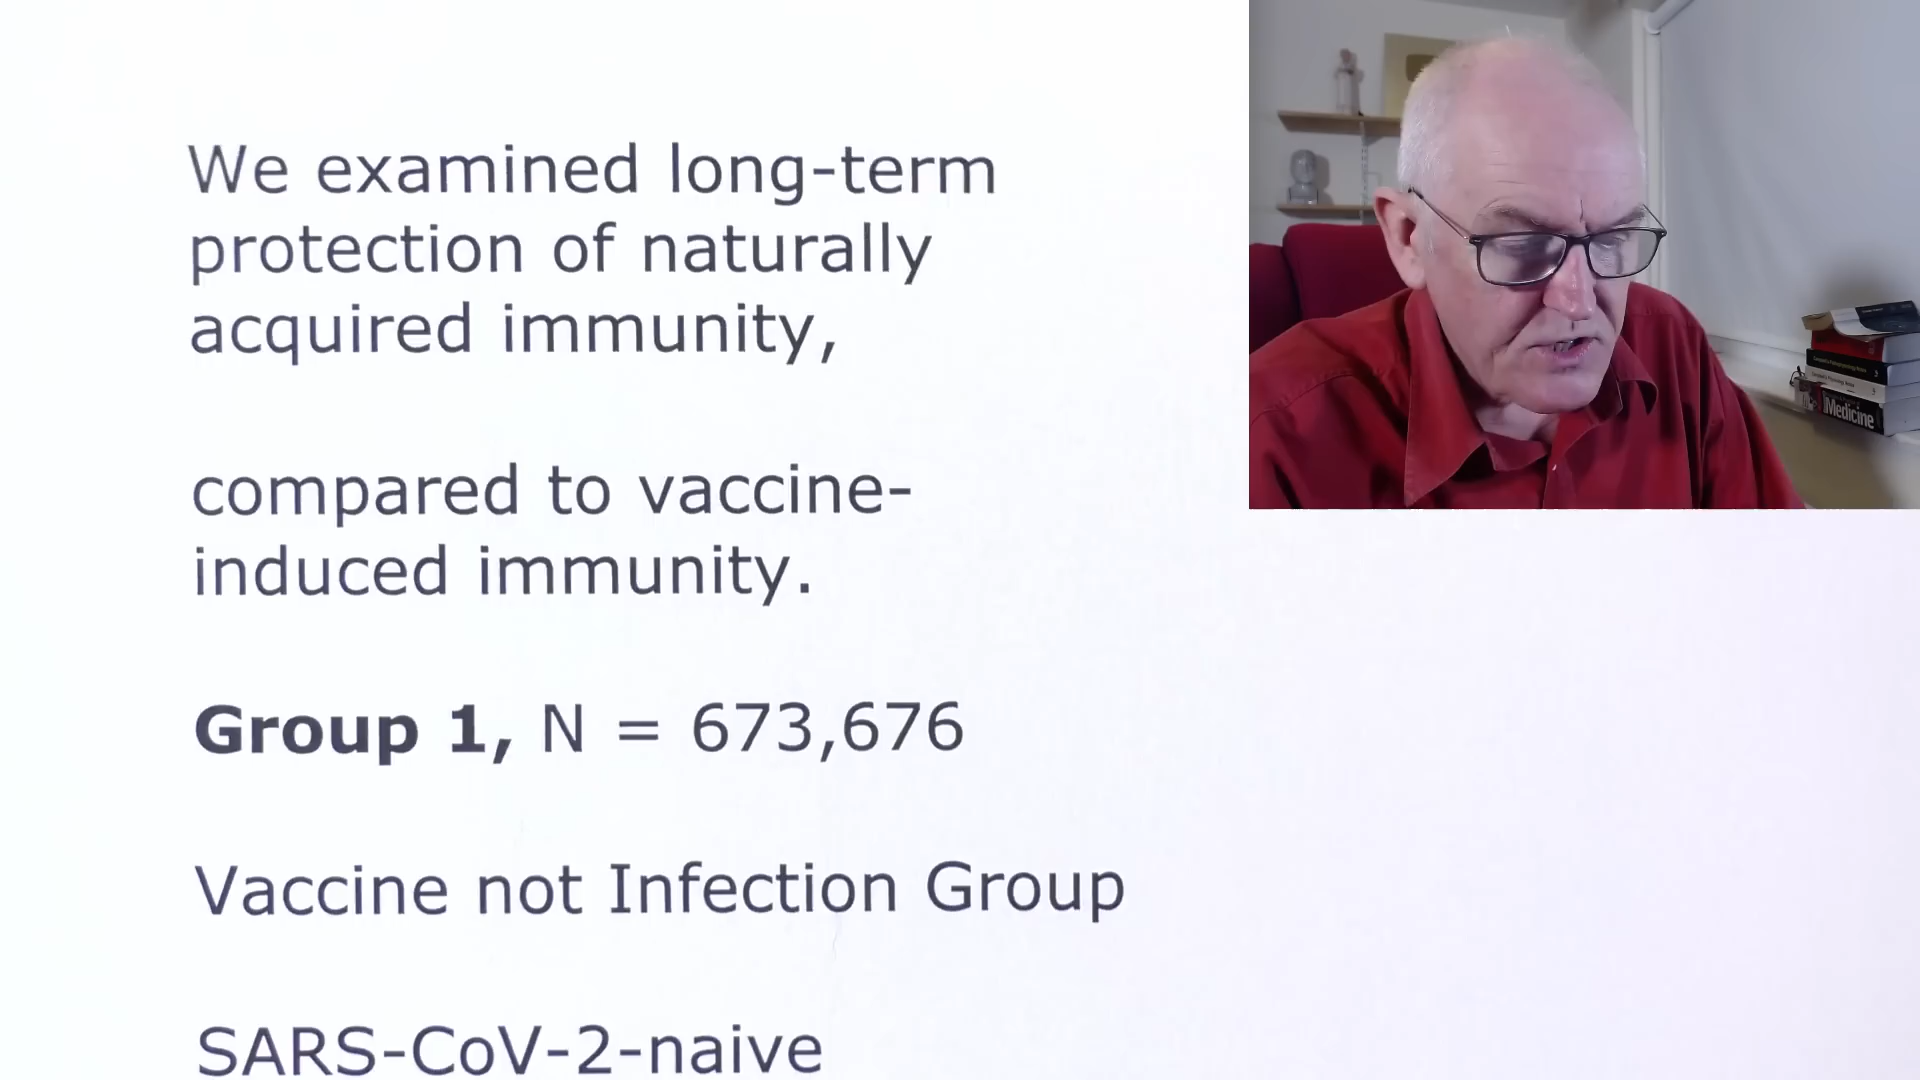 We examined long-term
protection of naturally
acquired immunity,
compared to vaccine-
induced immunity.
Group 1, N = 673,676
Vaccine not Infection Group
SARS-CoV-2-naive
Medicine